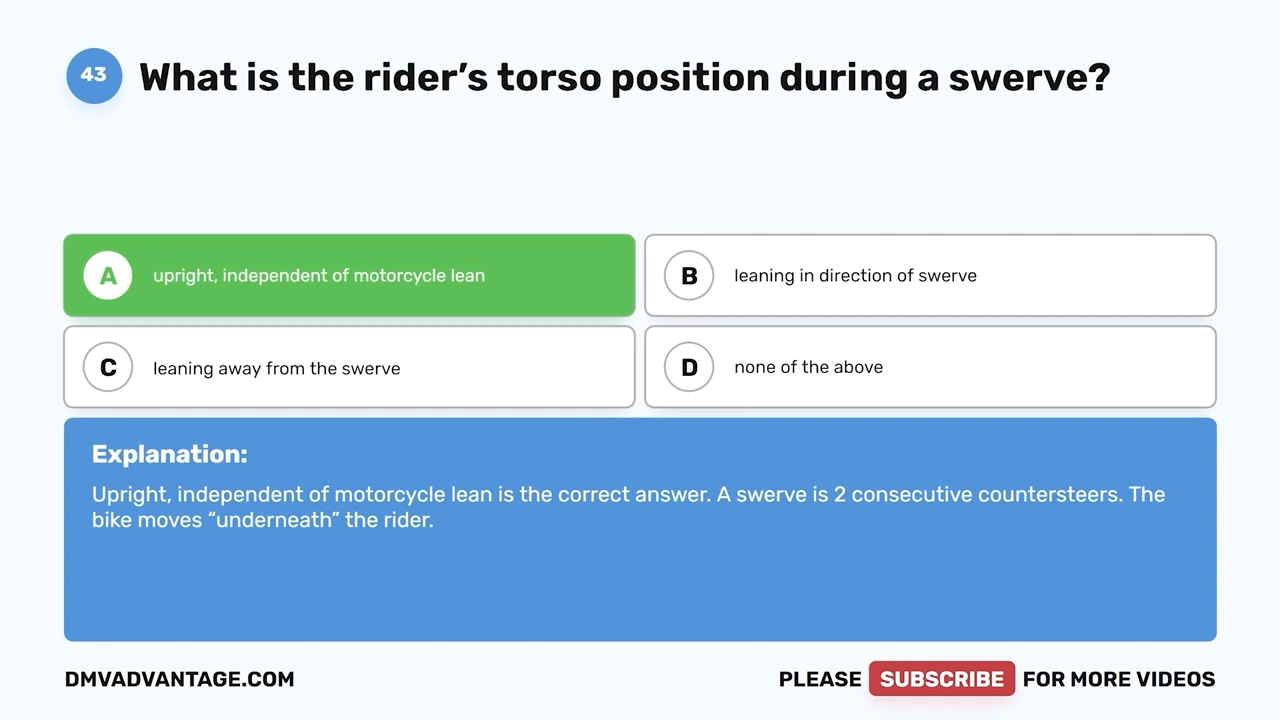 43 What is the rider’s torso position during a swerve?
A upright, independent of motorcycle lean
B leaning in direction of swerve
C leaning away from the swerve
D none of the above
Explanation:
Upright, independent of motorcycle lean is the correct answer. A swerve is 2 consecutive countersteers. The
bike moves “underneath” the rider.
DMVADVANTAGE.COM
PLEASE SUBSCRIBE FOR MORE VIDEOS